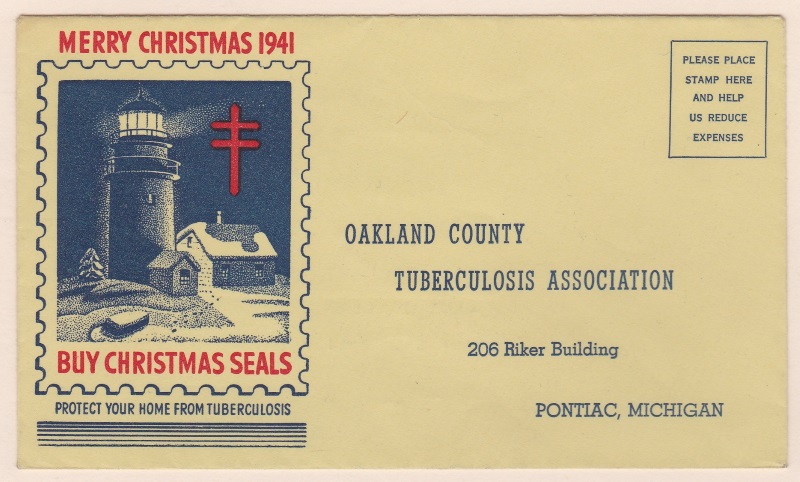 MERRY CHRISTMAS 1941
BUY CHRISTMAS SEALS
PROTECT YOUR HOME FROM TUBERCULOSIS
PLEASE PLACE
STAMP HERE
AND HELP
US REDUCE
EXPENSES
OAKLAND COUNTY
TUBERCULOSIS ASSOCIATION
206 Riker Building
PONTIAC, MICHIGAN